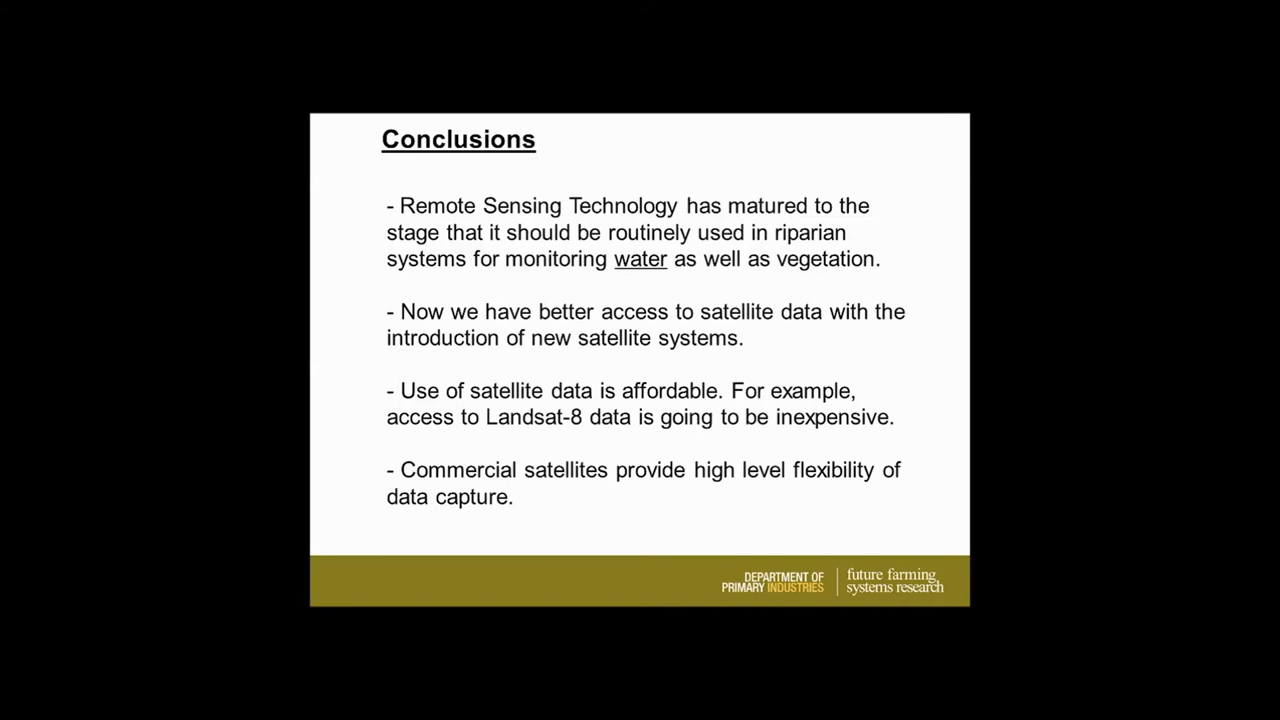 Conclusions
- Remote Sensing Technology has matured to the
stage that it should be routinely used in riparian
systems for monitoring water as well as vegetation.
- Now we have better access to satellite data with the
introduction of new satellite systems.
- Use of satellite data is affordable. For example,
access to Landsat-8 data is going to be inexpensive.
- Commercial satellites provide high level flexibility of
data capture.
DEPARTMENT OF
PRIMARY INDUSTRIES
future farming
systems research